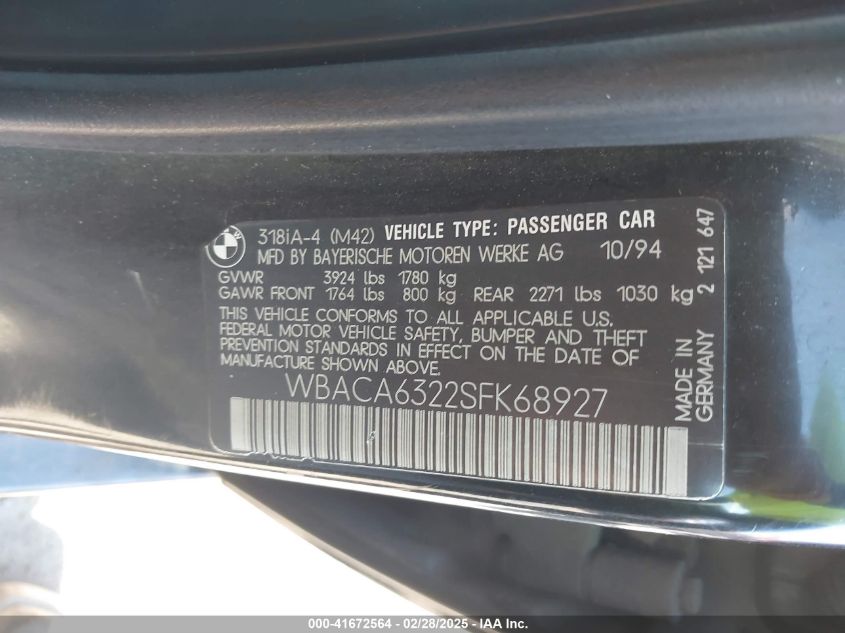 318iA-4 (M42) VEHICLE TYPE: PASSENGER CAR
MFD BY BAYERISCHE MOTOREN WERKE AG 10/94
GVWR 3924 lbs 1780 kg
GAWR FRONT 1764 lbs 800 kg REAR 2271 lbs 1030 kg
THIS VEHICLE CONFORMS TO ALL APPLICABLE U.S.
FEDERAL MOTOR VEHICLE SAFETY, BUMPER AND THEFT
PREVENTION STANDARDS IN EFFECT ON THE DATE OF
MANUFACTURE SHOWN ABOVE.
WBACA6322SFK68927
MADE IN
GERMANY 2 121 647
000-41672564 - 02/28/2025 - IAAI.COM